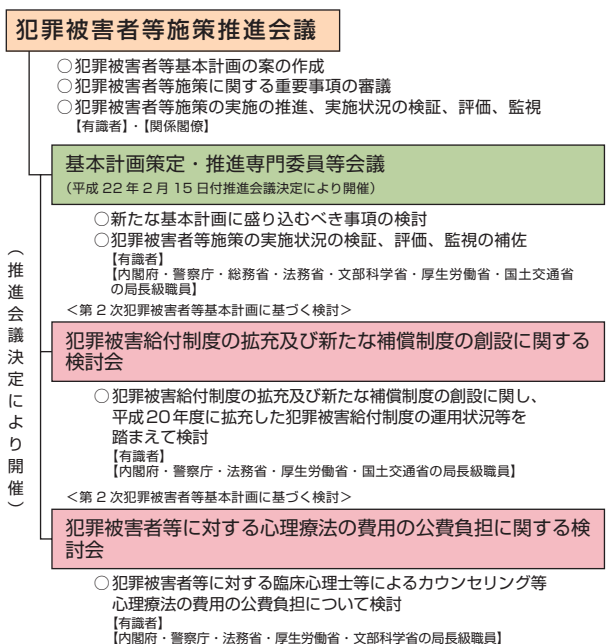 犯罪被害者等施策推進会議
○犯罪被害者等基本計画の案の作成
○犯罪被害者等施策に関する重要事項の審議
○犯罪被害者等施策の実施の推進、実施状況の検証、評価、監視
【有識者】・【関係閣僚】
基本計画策定・推進専門委員等会議
(平成 22 年 2 月 15 日付推進会議決定により開催)
○新たな基本計画に盛り込むべき事項の検討
○犯罪被害者等施策の実施状況の検証、評価、監視の補佐
【有識者】
【内閣府・警察庁・総務省・法務省・文部科学省・厚生労働省・国土交通省
の局長級職員】
<第 2 次犯罪被害者等基本計画に基づく検討>
犯罪被害給付制度の拡充及び新たな補償制度の創設に関する
検討会
○犯罪被害給付制度の拡充及び新たな補償制度の創設に関し、
平成20年度に拡充した犯罪被害給付制度の運用状況等を
踏まえて検討
【有識者】
【内閣府・警察庁・法務省・厚生労働省・国土交通省の局長級職員】
<第 2 次犯罪被害者等基本計画に基づく検討>
犯罪被害者等に対する心理療法の費用の公費負担に関する検
討会
○犯罪被害者等に対する臨床心理士等によるカウンセリング等
心理療法の費用の公費負担について検討
【有識者】
【内閣府・警察庁・法務省・厚生労働省・文部科学省の局長級職員】
(推進会議決定により開催)